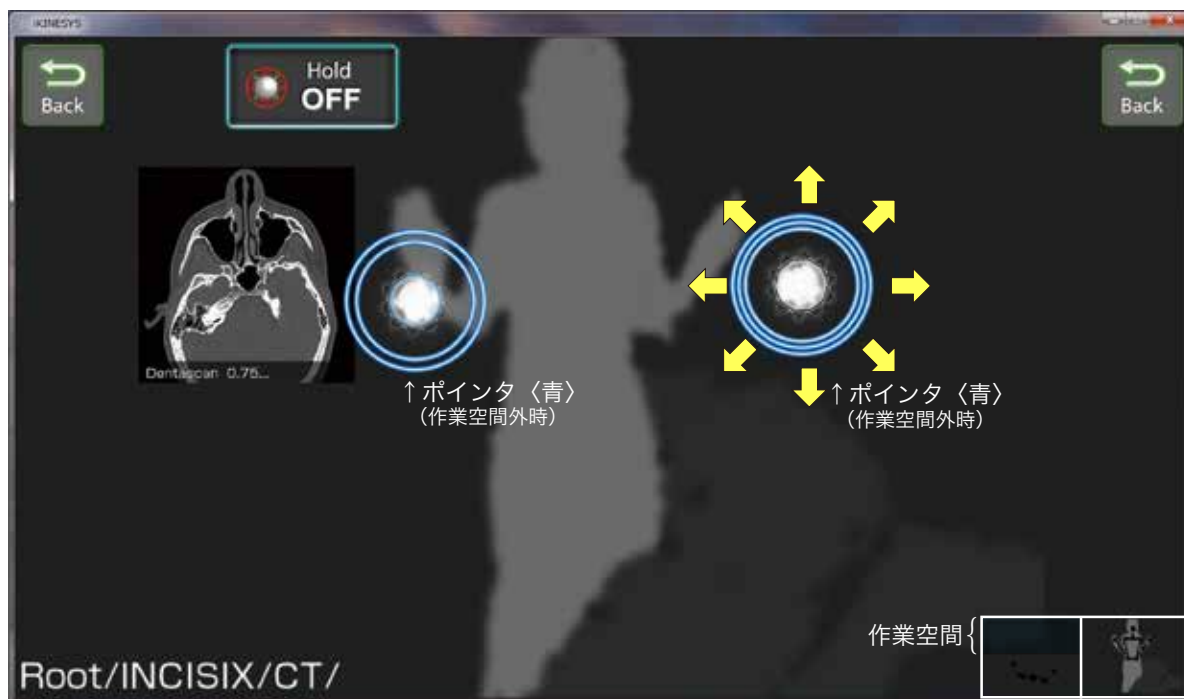 iKINESYS
Back
Hold
OFF
Back
Dentascan 0.75...
↑ポインタ〈青〉
（作業空間外時）
↑ポインタ〈青〉
（作業空間外時）
作業空間{
Root/INCISIX/CT/